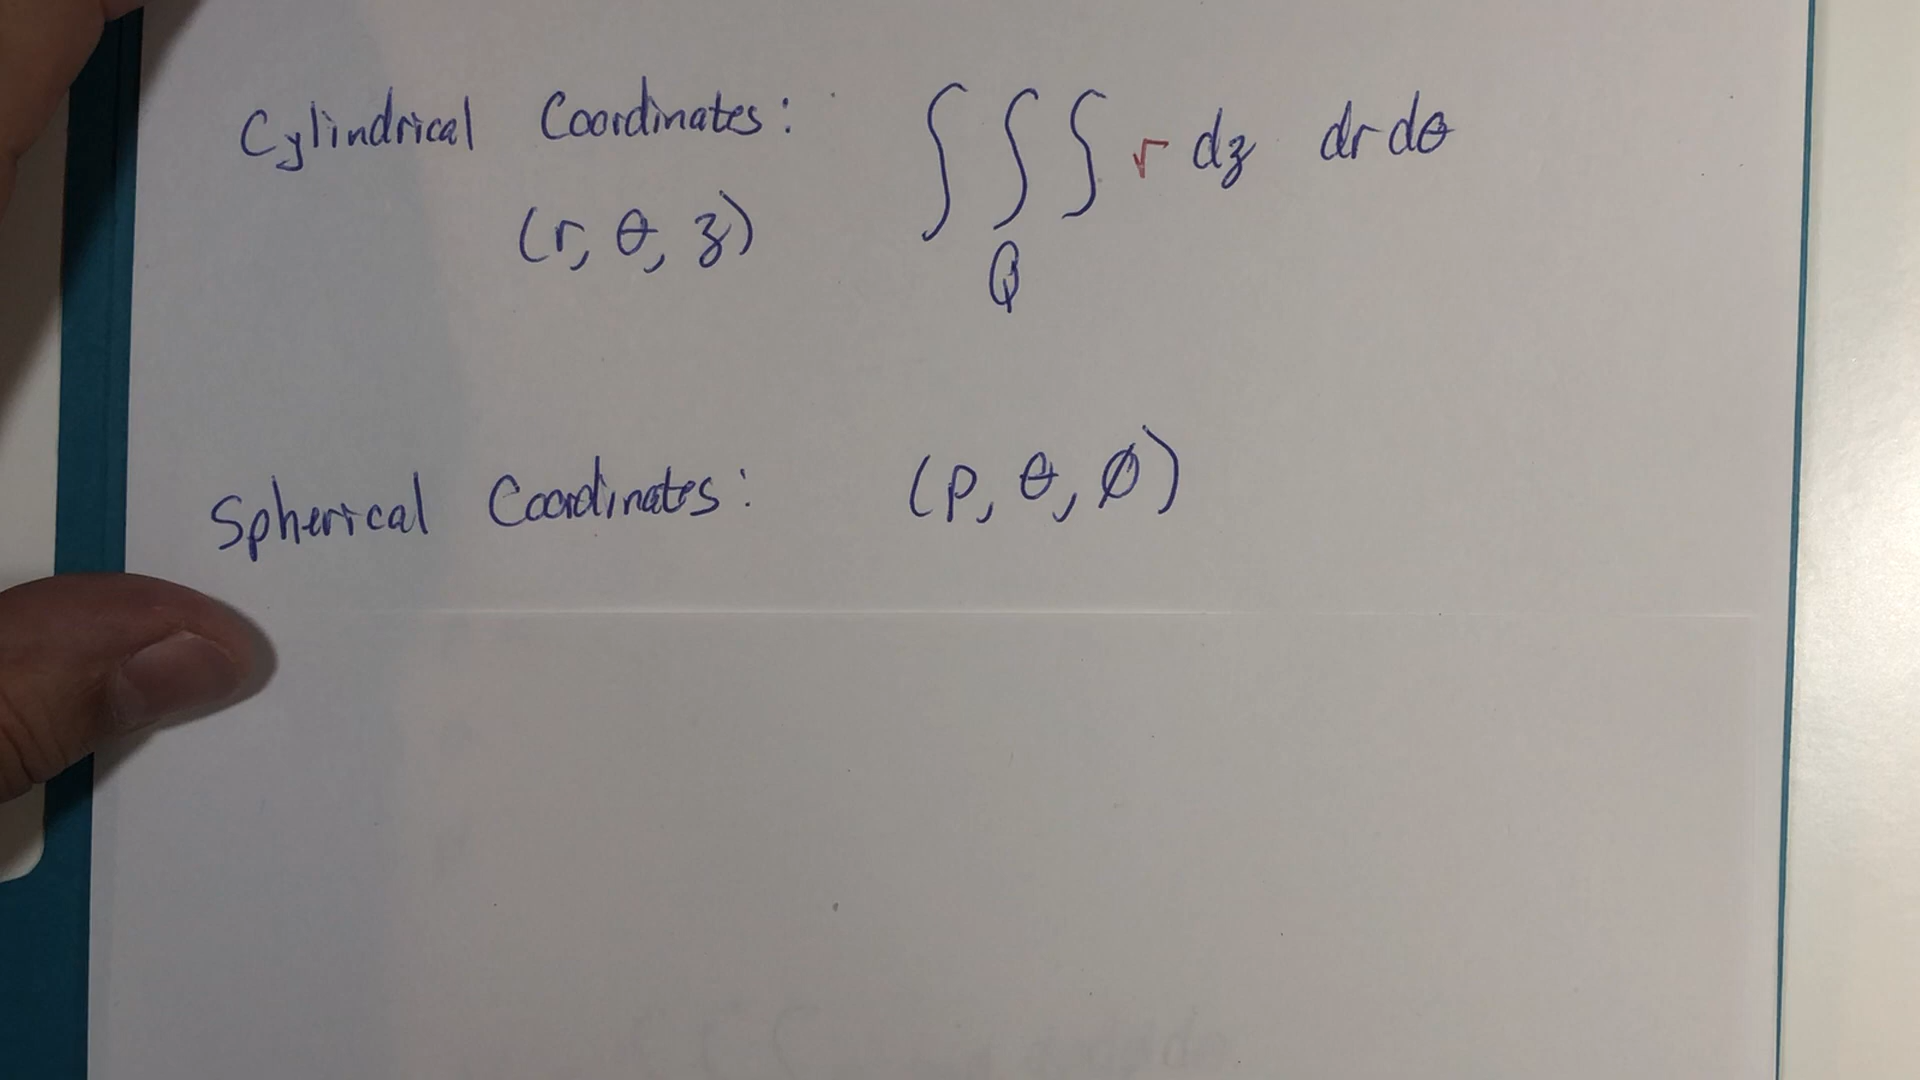 Cylindrical Coordinates: ∫∫∫ r dz dr dθ
(r, θ, z) Q
Spherical Coordinates: (ρ, θ, ϕ)